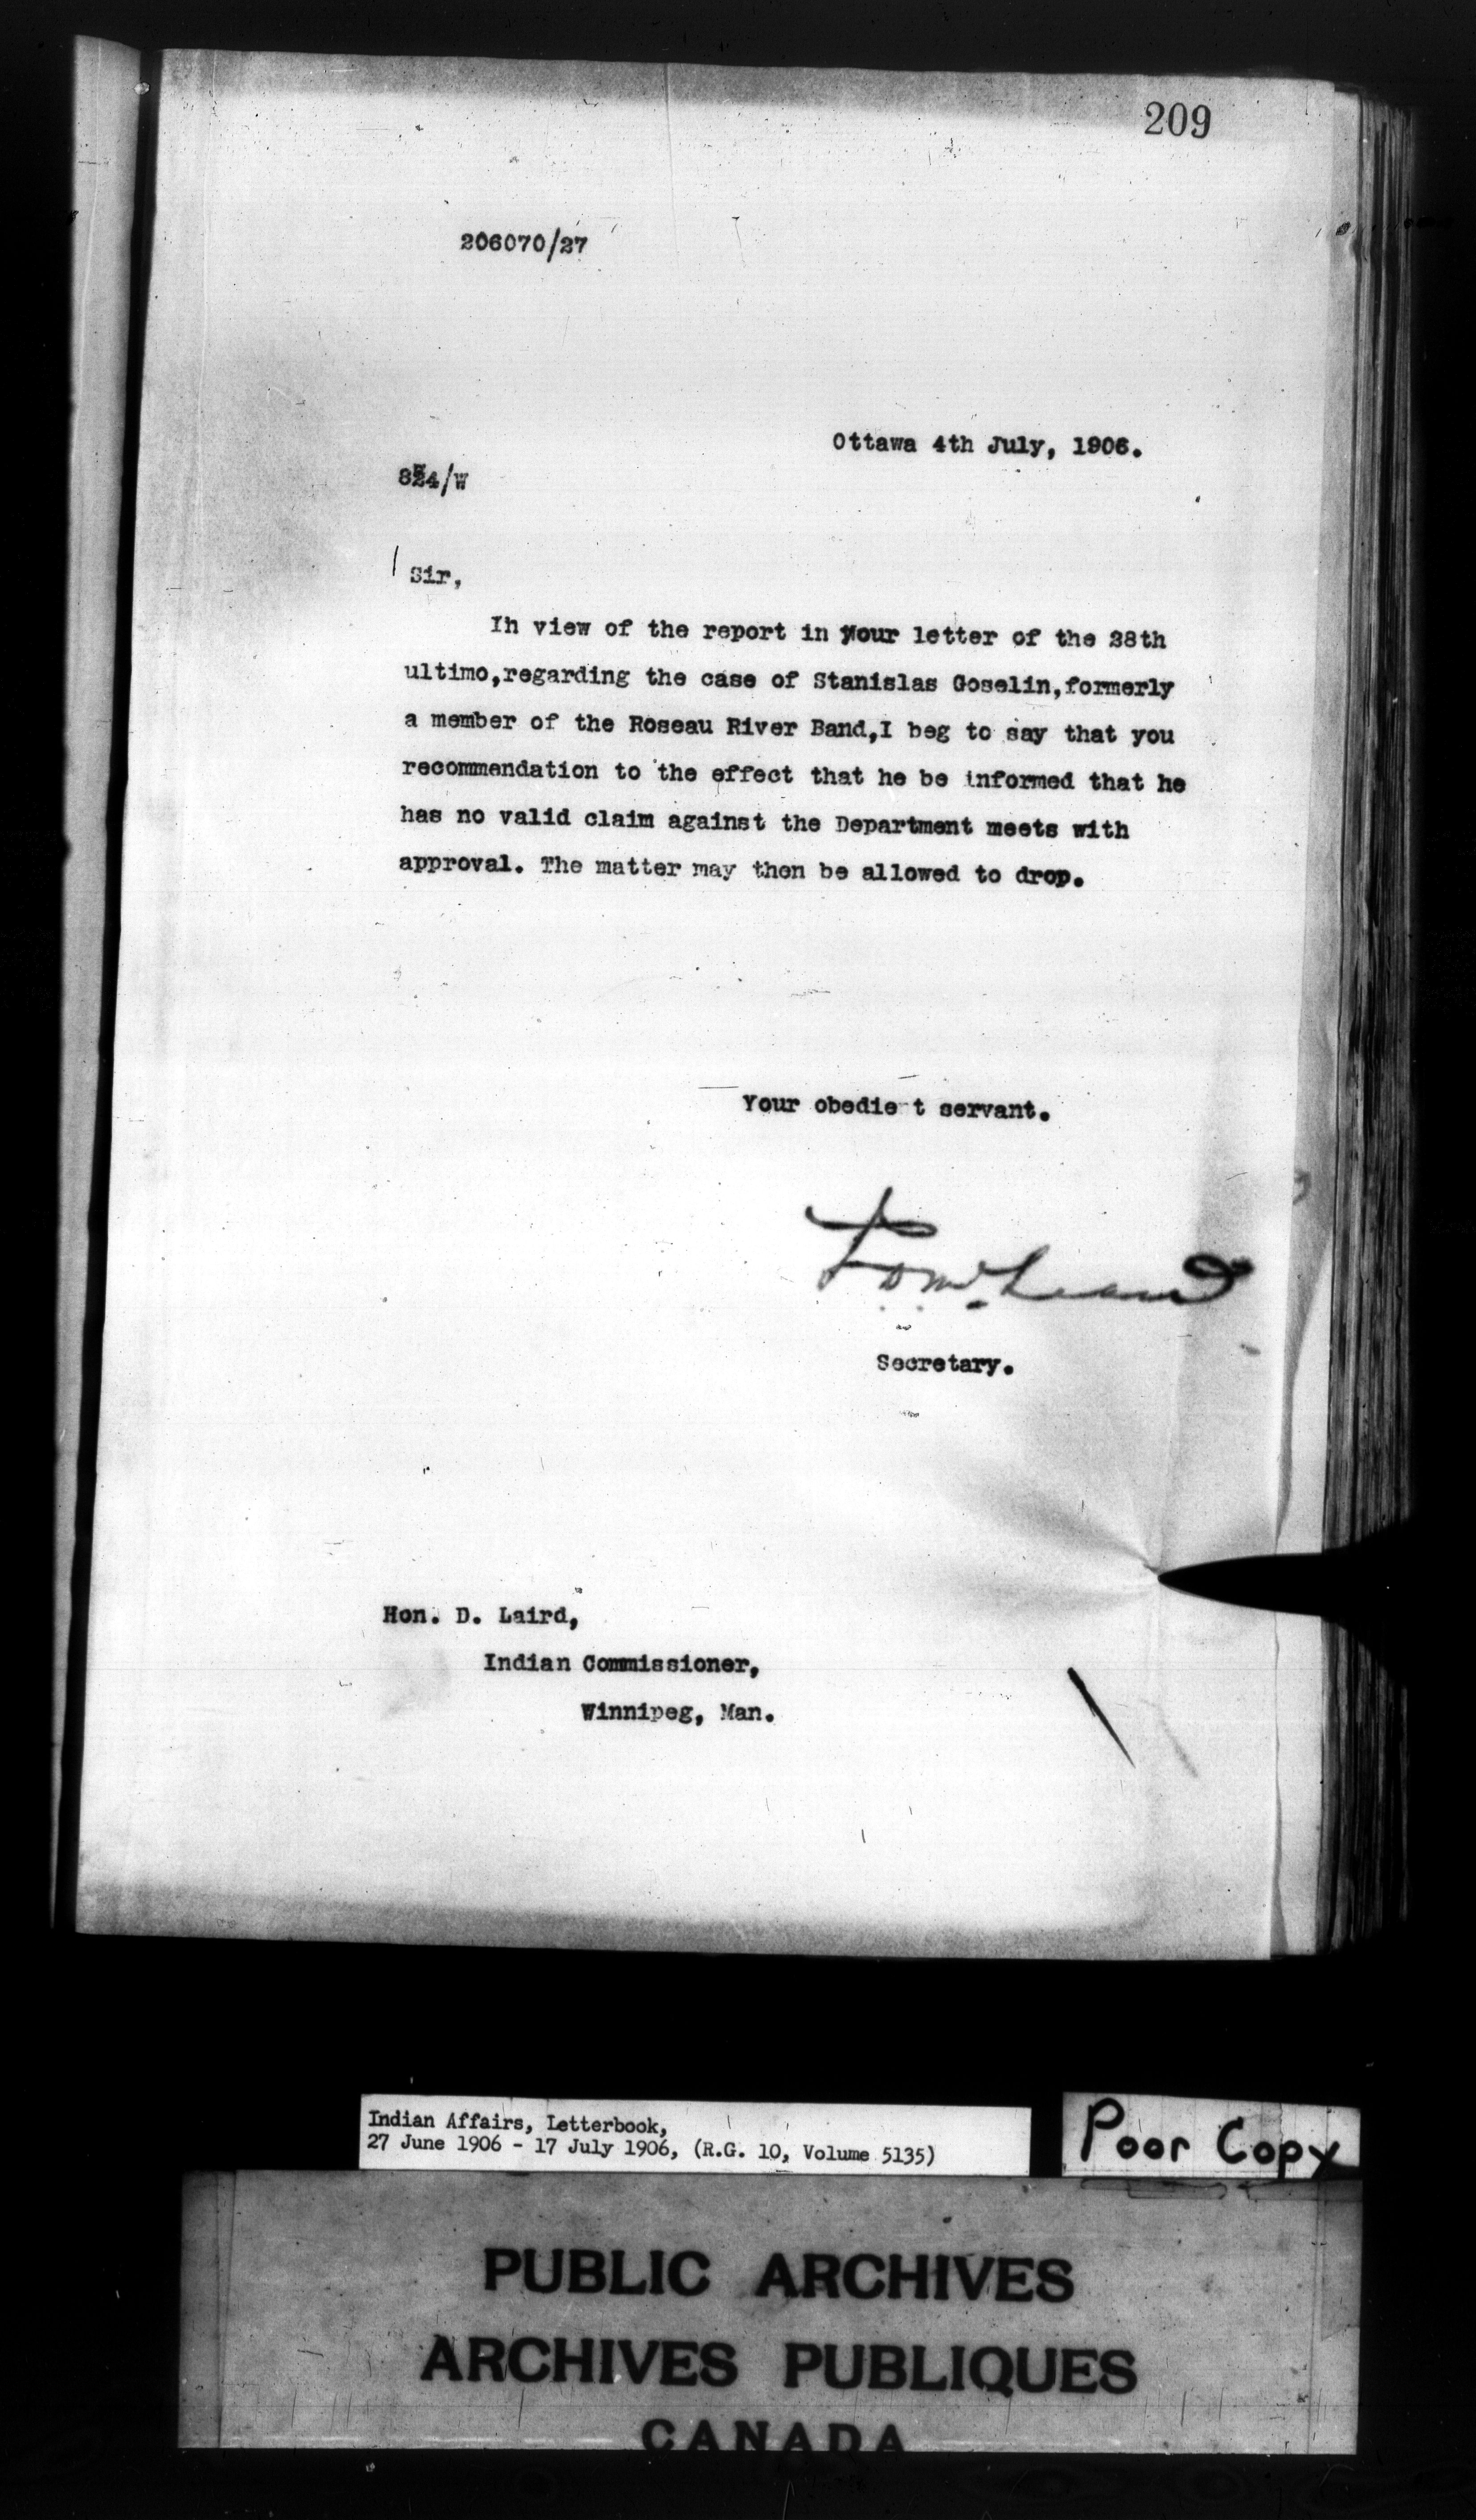 209
206070/27
Ottawa 4th July, 1906.
824/W
Sir,
Ih view of the report in your letter of the 28th
ultimo,regarding the case of Stanislas Goselin,formerly
a member of the Roseau River Band,I beg to say that you
recommendation to the effect that he be informed that he
has no valid claim against the Department meets with
approval. The matter may then be allowed to drop.
Your obedie t servant.
Secretary.
Hon. D. Laird,
Indian Commissioner,
Winnipeg, Man.
Indian Affairs, Letterbook,
27 June 1906 - 17 July 1906, (R.G. 10, Volume 5135)
Poor Copy
PUBLIC ARCHIVES
ARCHIVES PUBLIQUES
CANADA